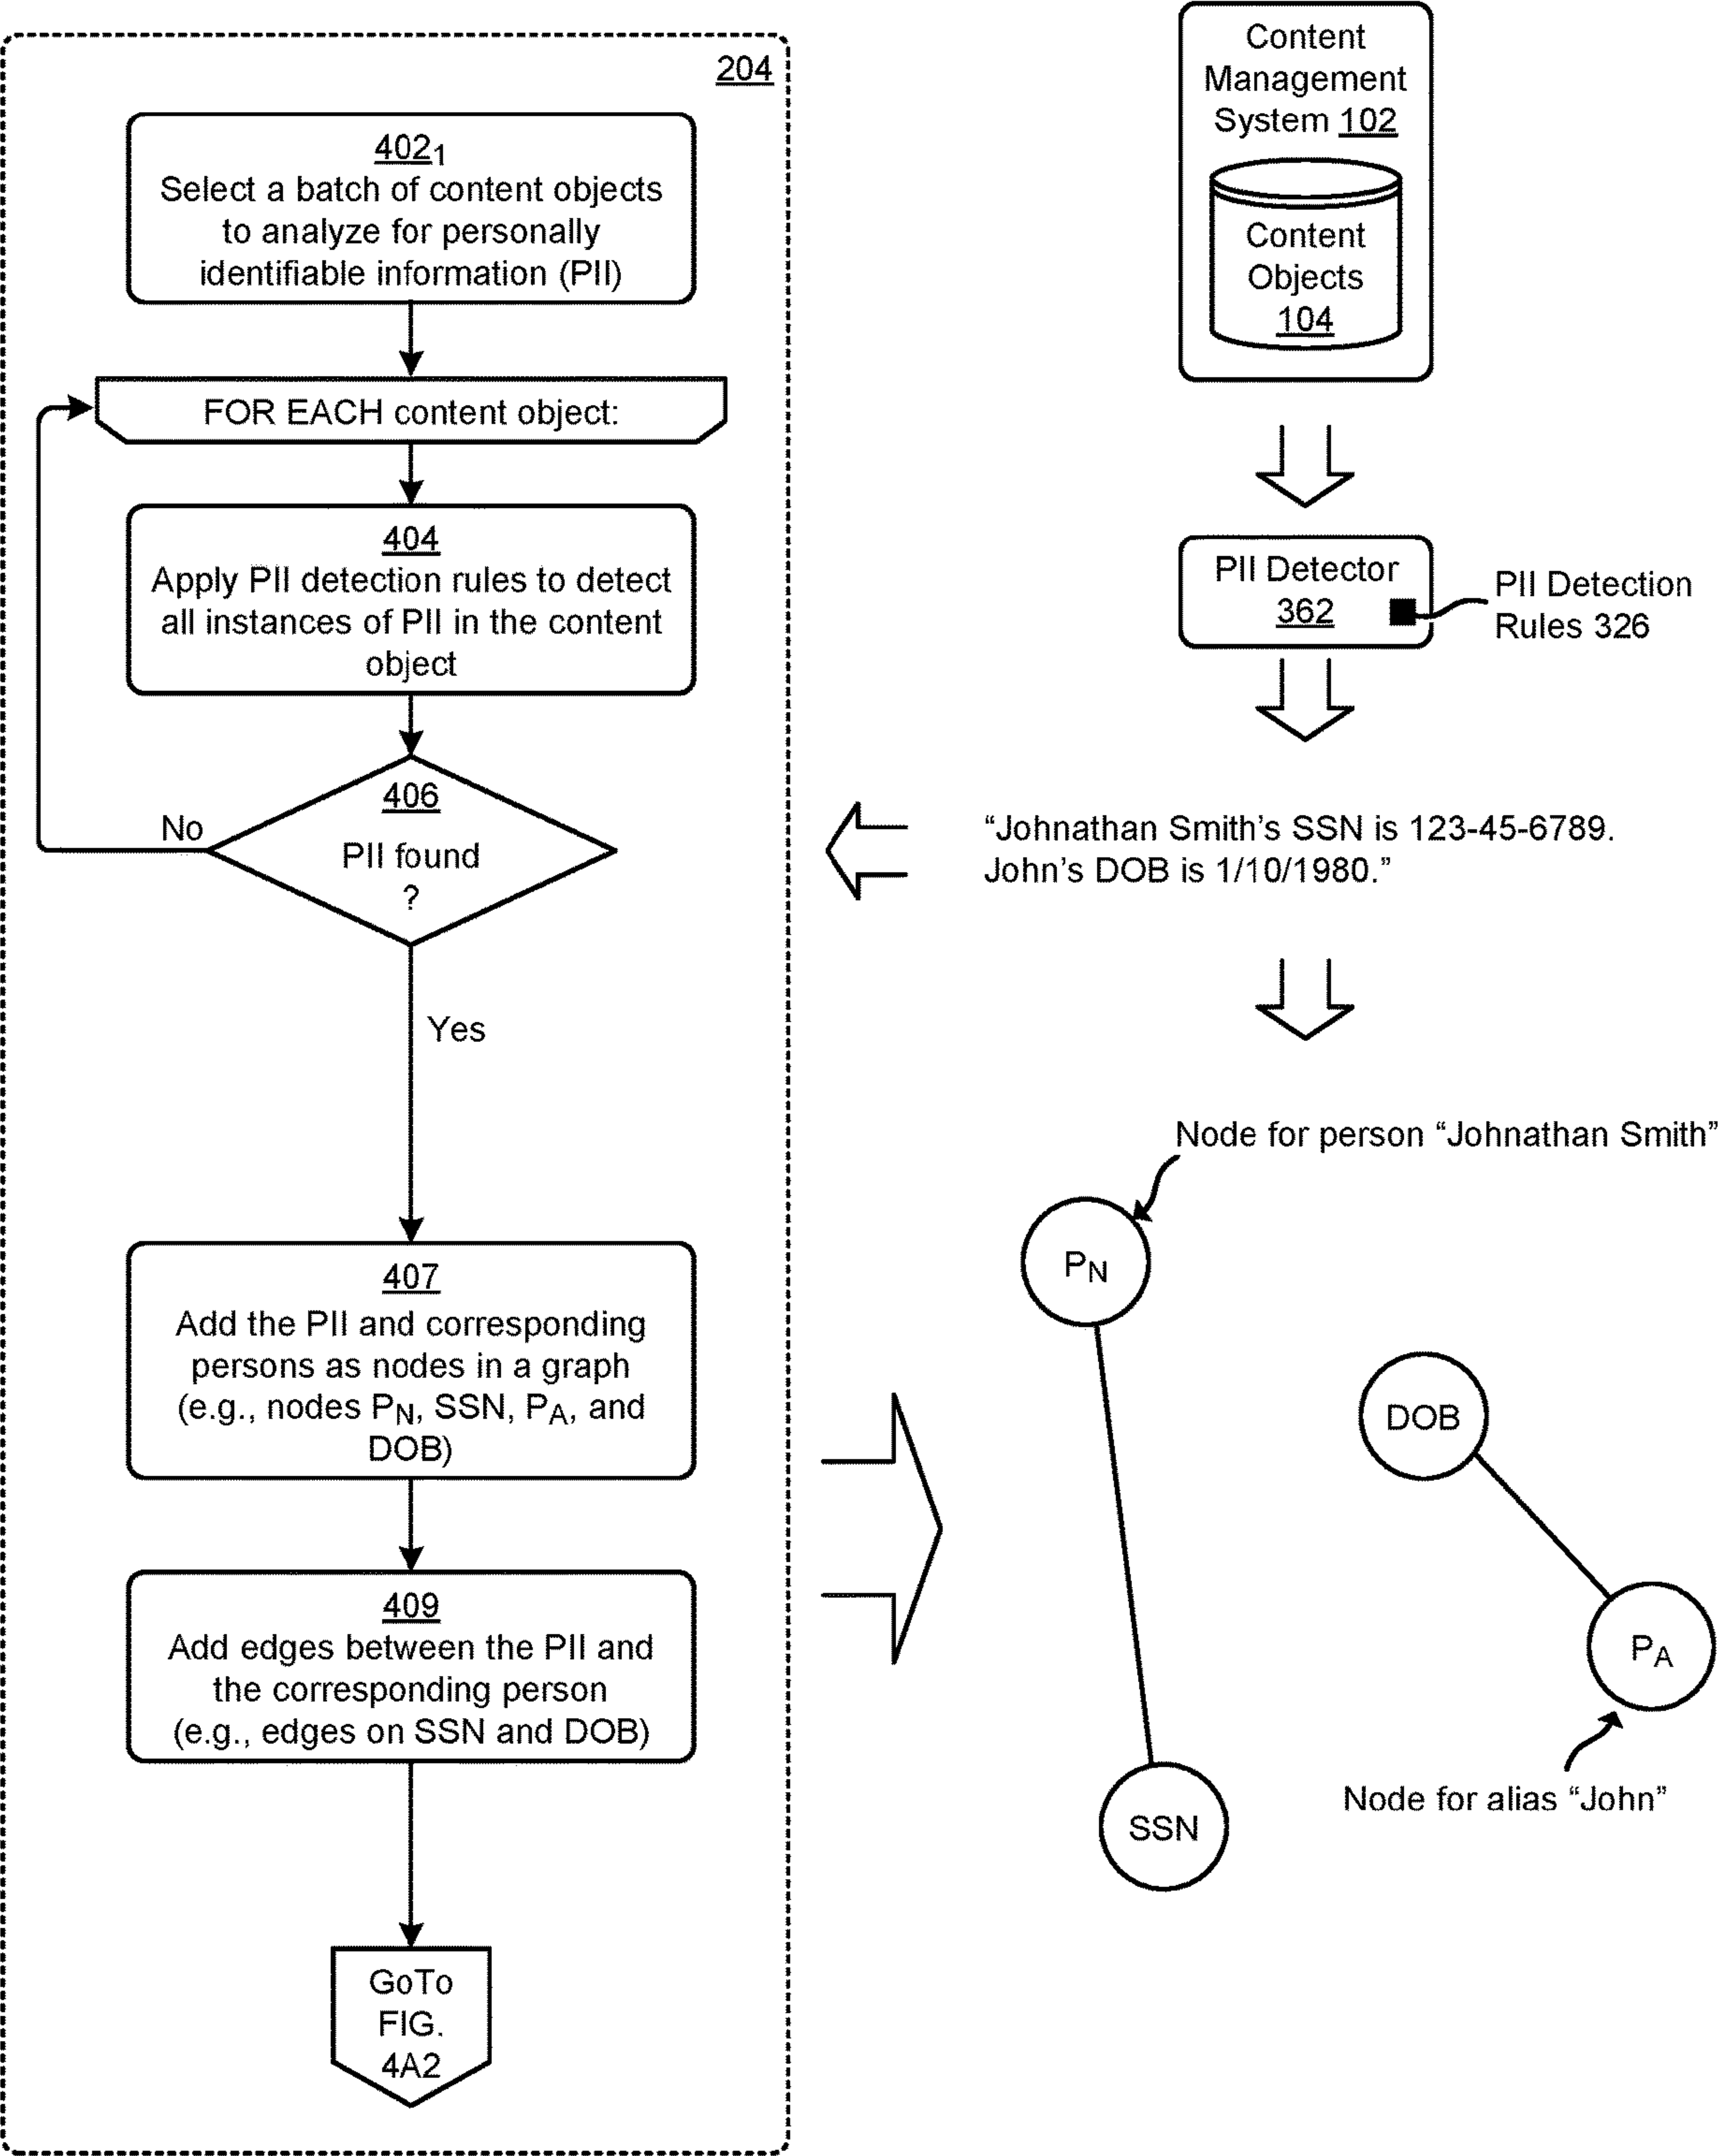 204
402₁
Select a batch of content objects
to analyze for personally
identifiable information (PII)
FOR EACH content object:
404
Apply PII detection rules to detect
all instances of PII in the content
object
406
PII found
?
No
Yes
407
Add the PII and corresponding
persons as nodes in a graph
(e.g., nodes P_N, SSN, P_A, and
DOB)
409
Add edges between the PII and
the corresponding person
(e.g., edges on SSN and DOB)
GoTo
FIG.
4A2
Content
Management
System 102
Content
Objects
104
PII Detector
362
PII Detection
Rules 326
“Johnathan Smith’s SSN is 123-45-6789.
John’s DOB is 1/10/1980.”
Node for person “Johnathan Smith”
P_N
DOB
P_A
SSN
Node for alias “John”